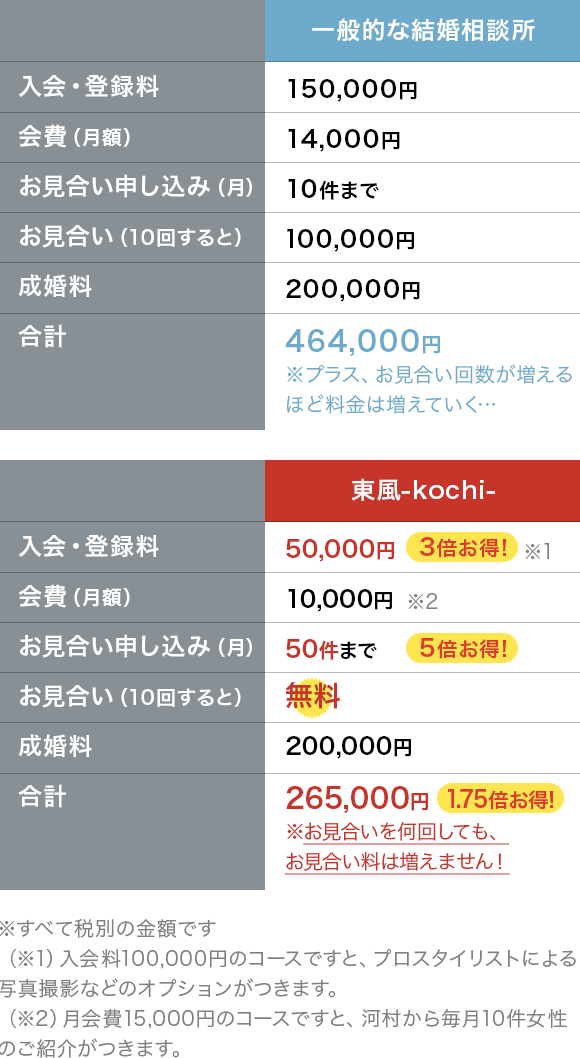 一般的な結婚相談所
入会・登録料 150,000円
会費（月額） 14,000円
お見合い申し込み（月） 10件まで
お見合い（10回すると） 100,000円
成婚料 200,000円
合計 464,000円
※プラス、お見合い回数が増える
ほど料金は増えていく…
東風-kochi-
入会・登録料 50,000円 3倍お得！ ※1
会費（月額） 10,000円 ※2
お見合い申し込み（月） 50件まで 5倍お得！
お見合い（10回すると） 無料
成婚料 200,000円
合計 265,000円 1.75倍お得!
※お見合いを何回しても、
お見合い料は増えません！
※すべて税別の金額です
（※1）入会料100,000円のコースですと、プロスタイリストによる
写真撮影などのオプションがつきます。
（※2）月会費15,000円のコースですと、河村から毎月10件女性
のご紹介がつきます。